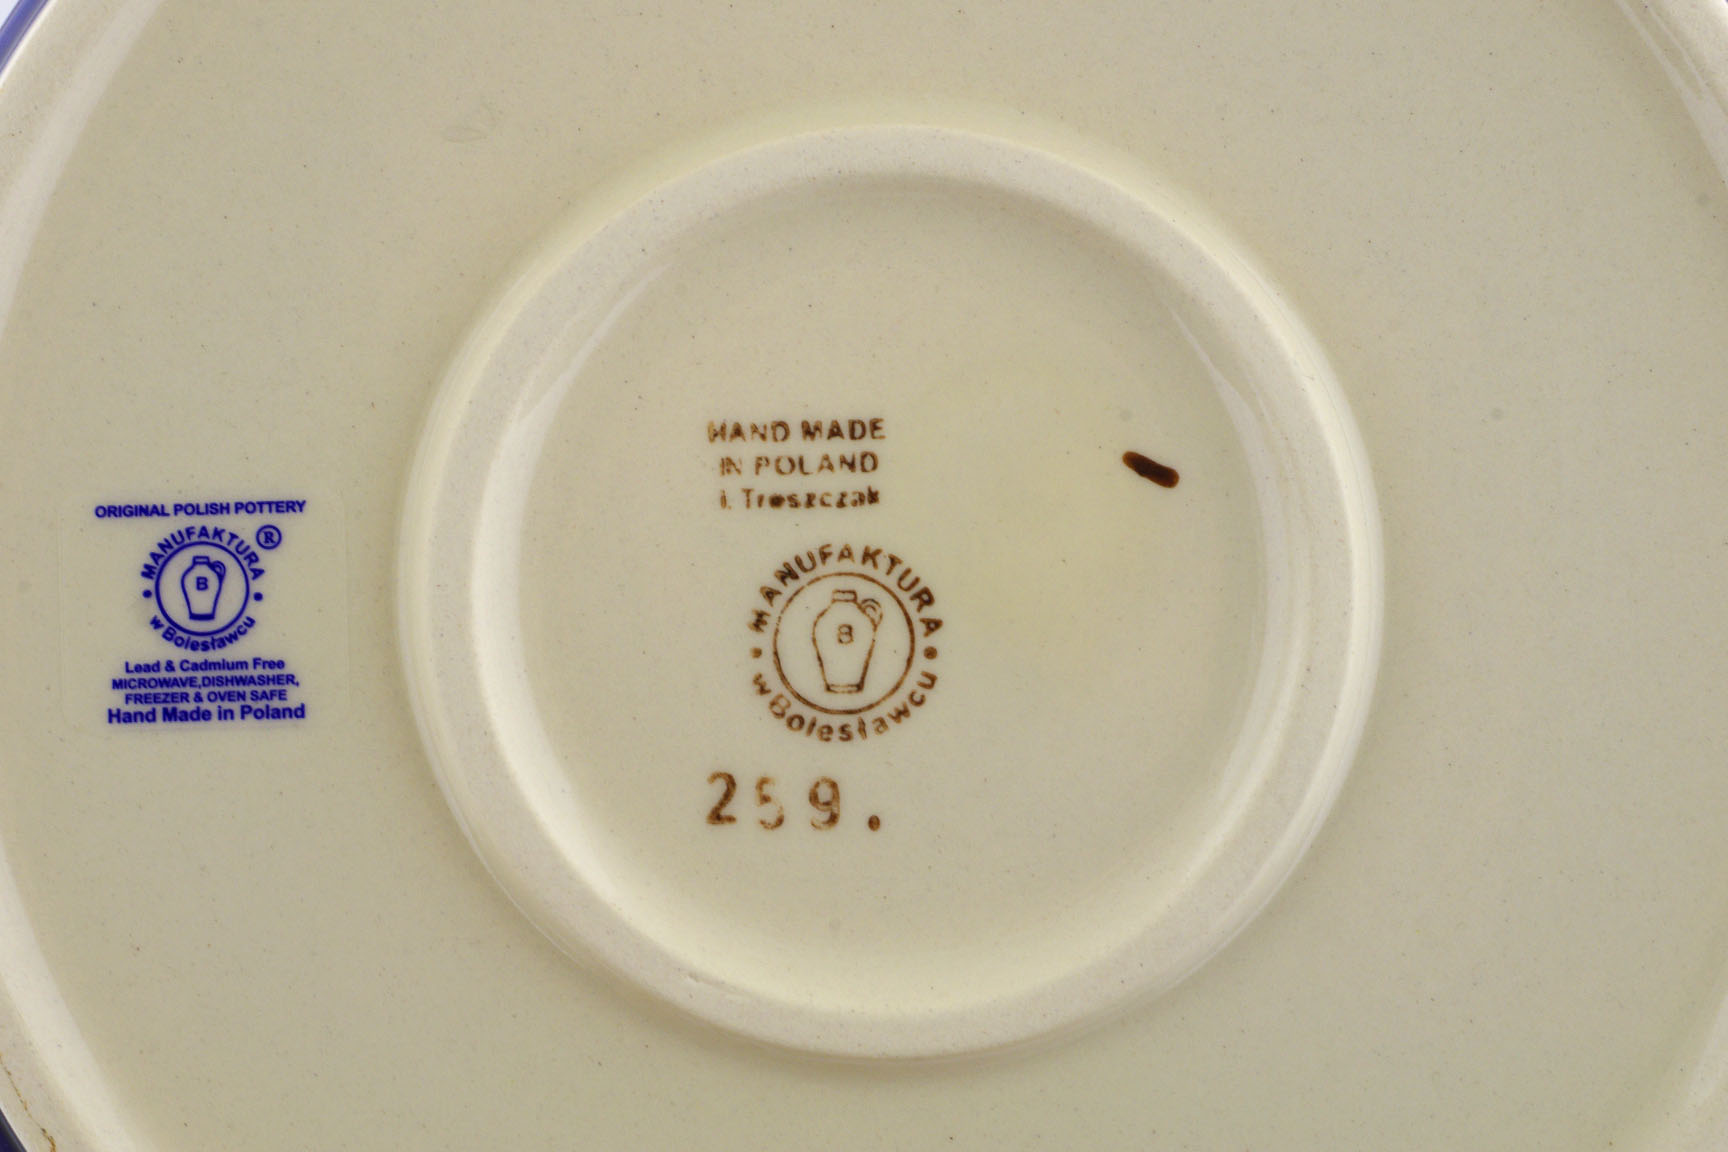 ORIGINAL POLISH POTTERY
MANUFAKTURA ®
B
w Bolesławcu
Lead & Cadmium Free
MICROWAVE,DISHWASHER,
FREEZER & OVEN SAFE
Hand Made in Poland
HAND MADE
IN POLAND
I. Treszczak
MANUFAKTURA
B
w Bolesławcu
259.